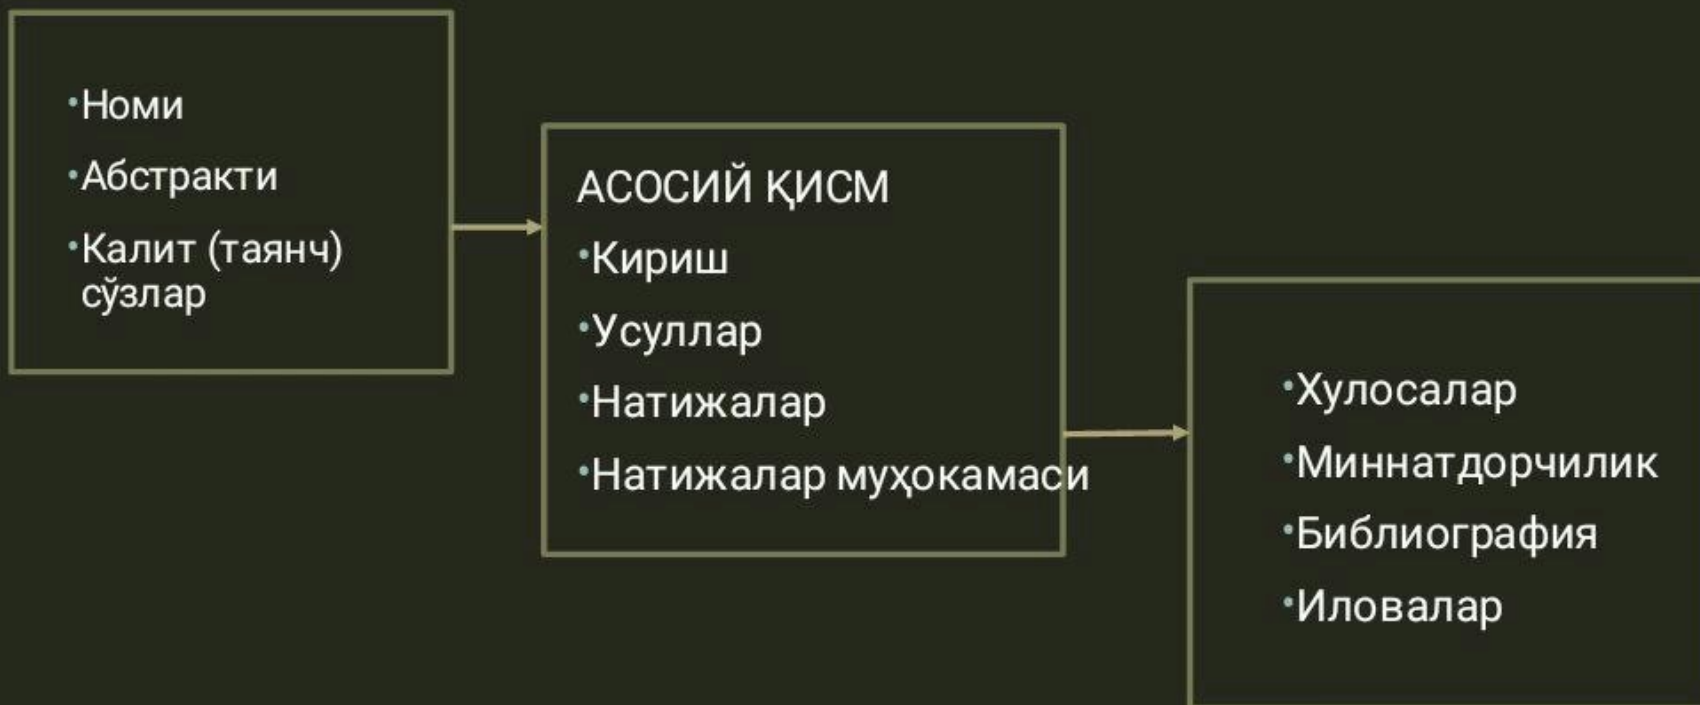 •Номи
•Абстракти
•Калит (таянч)
сўзлар
АСОСИЙ ҚИСМ
•Кириш
•Усуллар
•Натижалар
•Натижалар муҳокамаси
•Хулосалар
•Миннатдорчилик
•Библиография
•Иловалар